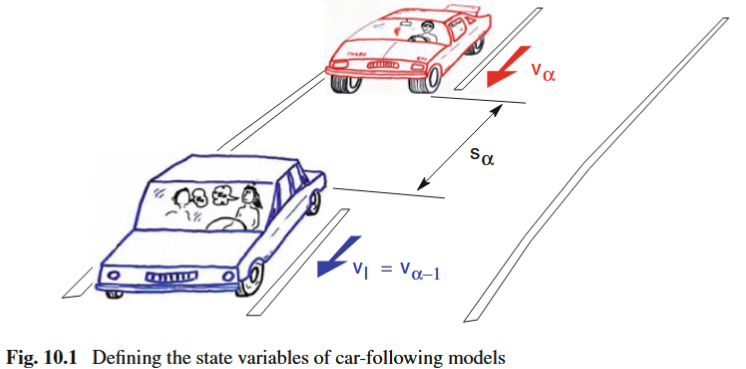 vα
sα
vl = vα–1
Fig. 10.1 Defining the state variables of car-following models